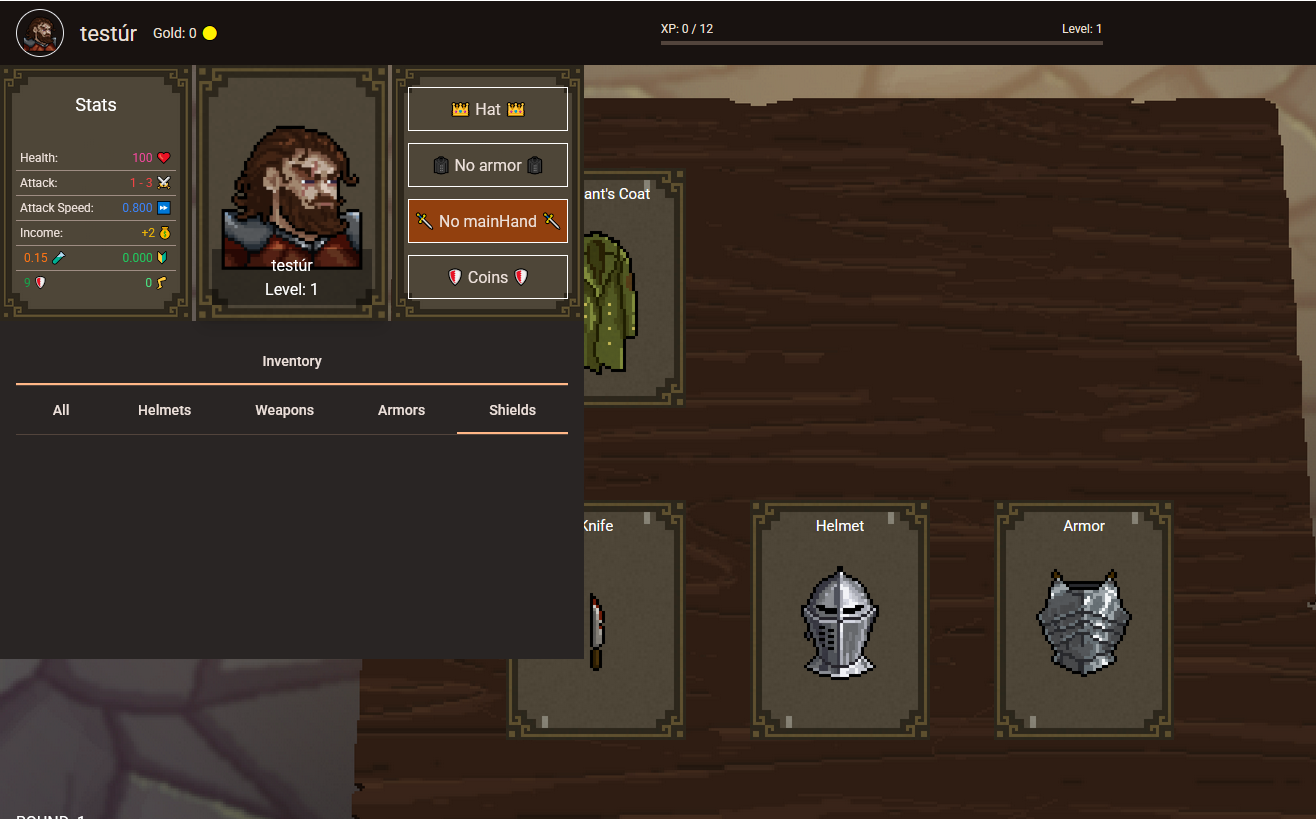 testúr
Gold: 0
XP: 0 / 12
Level: 1
Stats
Health: 100
Attack: 1 - 3
Attack Speed: 0.800
Income: +2
0.15 0.000
9 0
testúr
Level: 1
Hat
No armor
No mainHand
Coins
ant's Coat
Inventory
All
Helmets
Weapons
Armors
Shields
Knife
Helmet
Armor
ROUND: 1